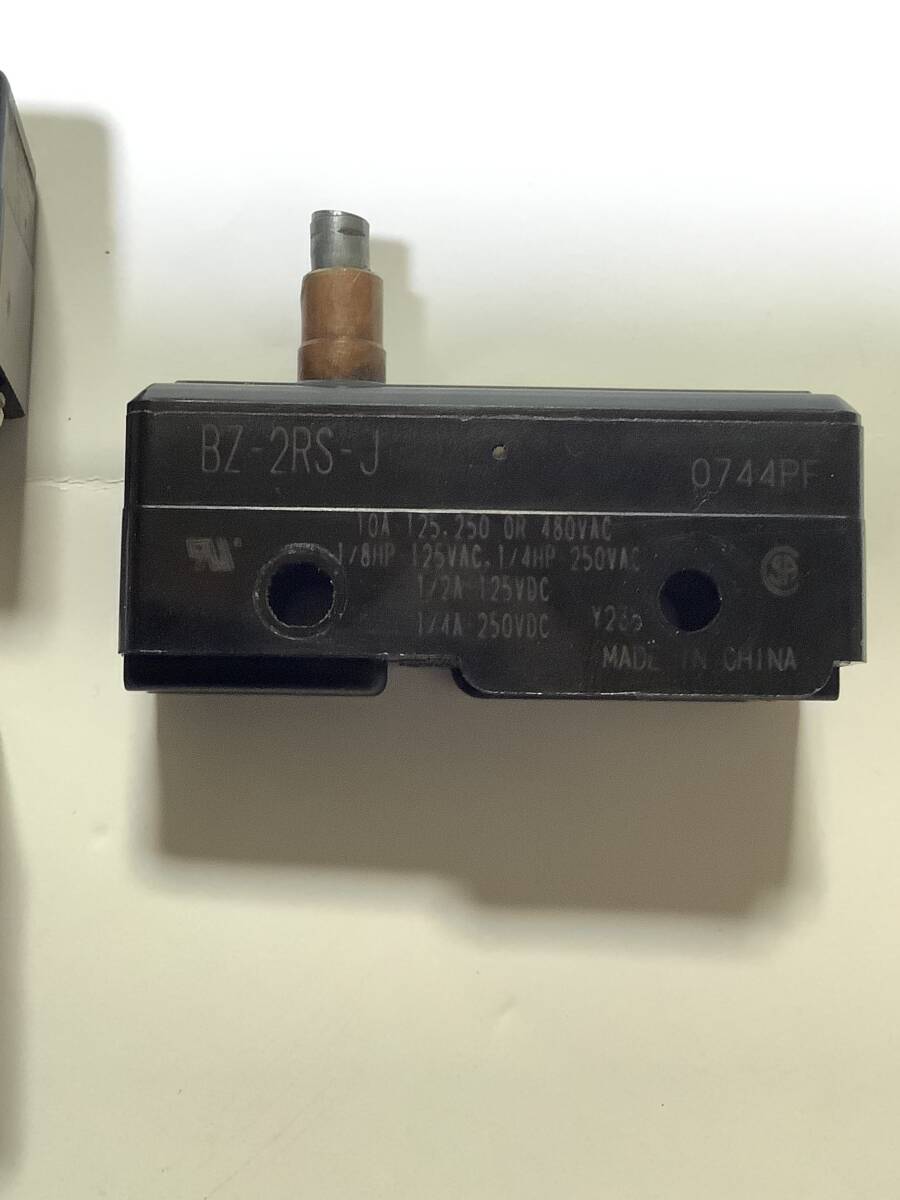 BZ-2RS-J
0744PF
10A 125.250 OR 480VAC
1/8HP 125VAC, 1/4HP 250VAC
1/2A 125VDC
1/4A 250VDC
MADE IN CHINA